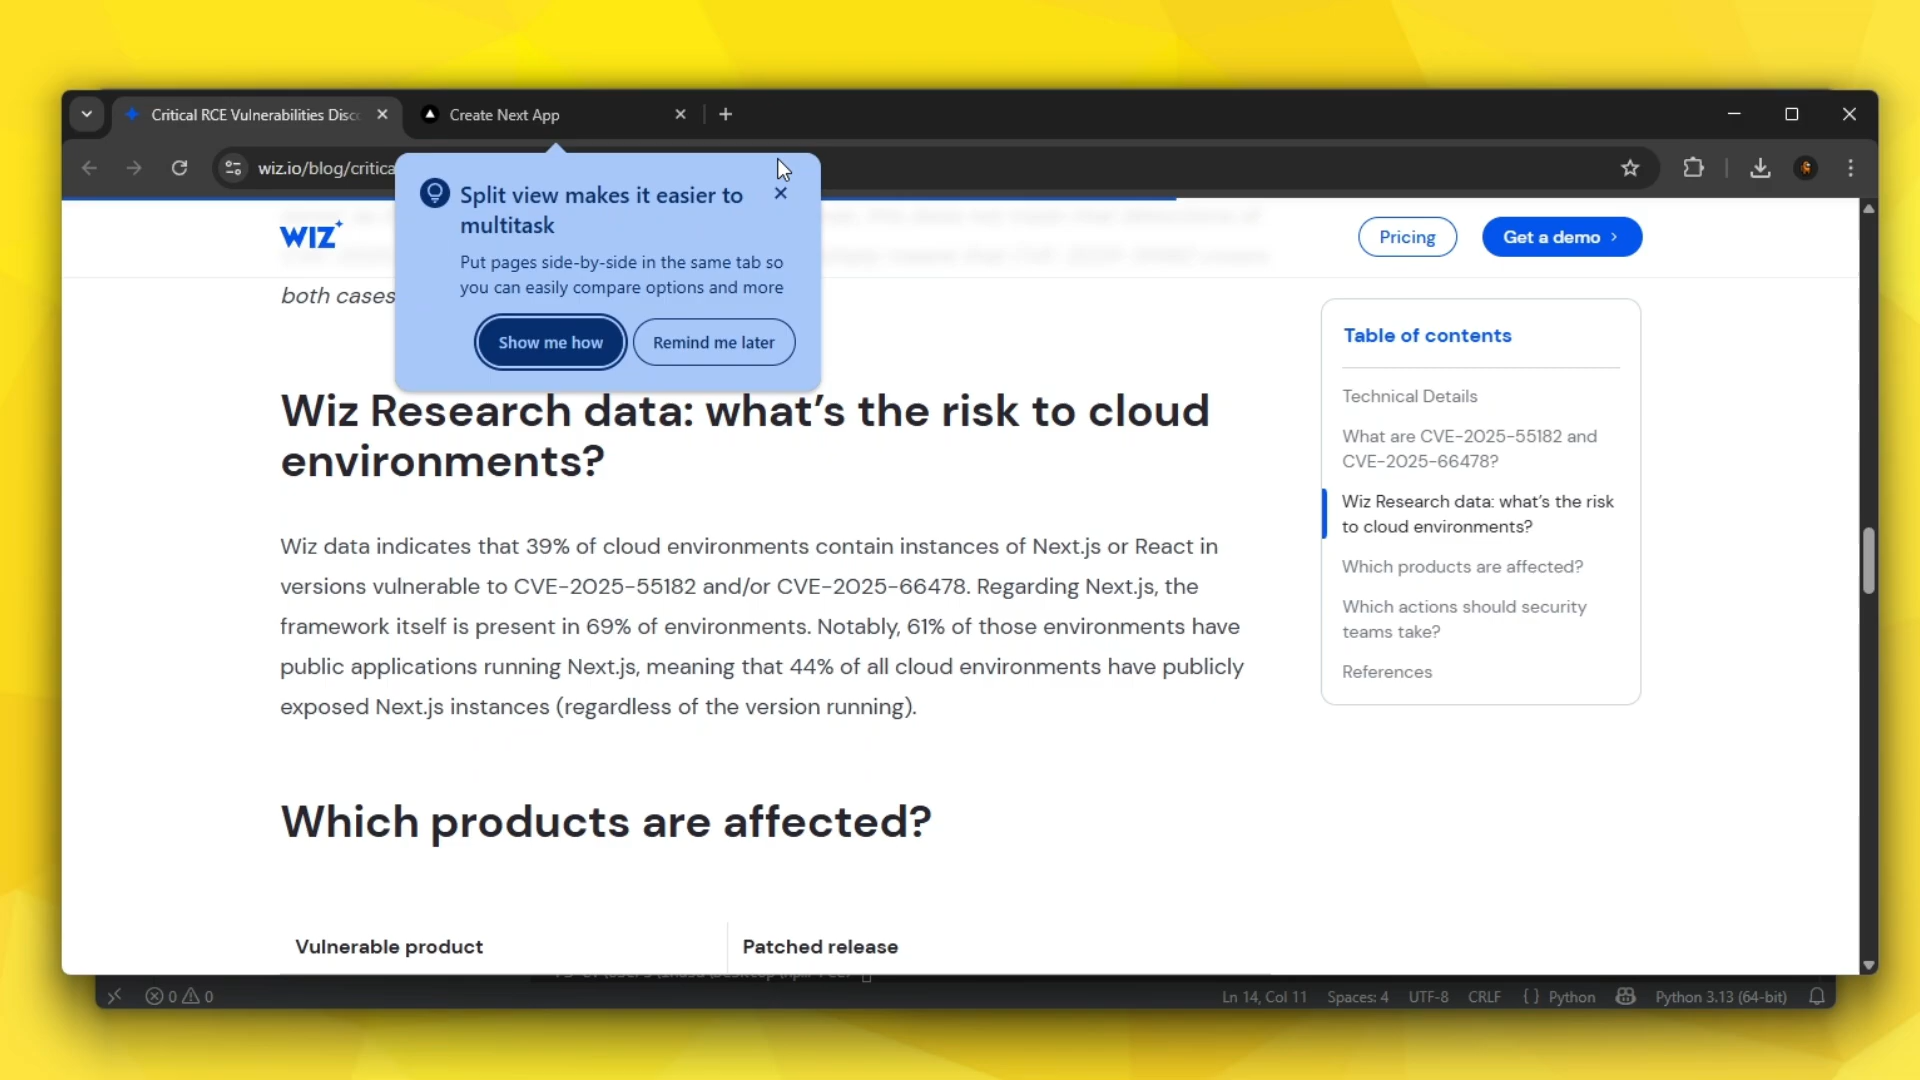 Critical RCE Vulnerabilities Disc
Create Next App
wiz.io/blog/critica
Split view makes it easier to
multitask
Put pages side-by-side in the same tab so
you can easily compare options and more
Show me how
Remind me later
WIZ
Pricing
Get a demo
both cases
Wiz Research data: what's the risk to cloud
environments?
Wiz data indicates that 39% of cloud environments contain instances of Next.js or React in
versions vulnerable to CVE-2025-55182 and/or CVE-2025-66478. Regarding Next.js, the
framework itself is present in 69% of environments. Notably, 61% of those environments have
public applications running Next.js, meaning that 44% of all cloud environments have publicly
exposed Next.js instances (regardless of the version running).
Which products are affected?
Vulnerable product
Patched release
Table of contents
Technical Details
What are CVE-2025-55182 and
CVE-2025-66478?
Wiz Research data: what's the risk
to cloud environments?
Which products are affected?
Which actions should security
teams take?
References
0
0
Ln 14, Col 11
Spaces: 4
UTF-8
CRLF
{ } Python
Python 3.13 (64-bit)